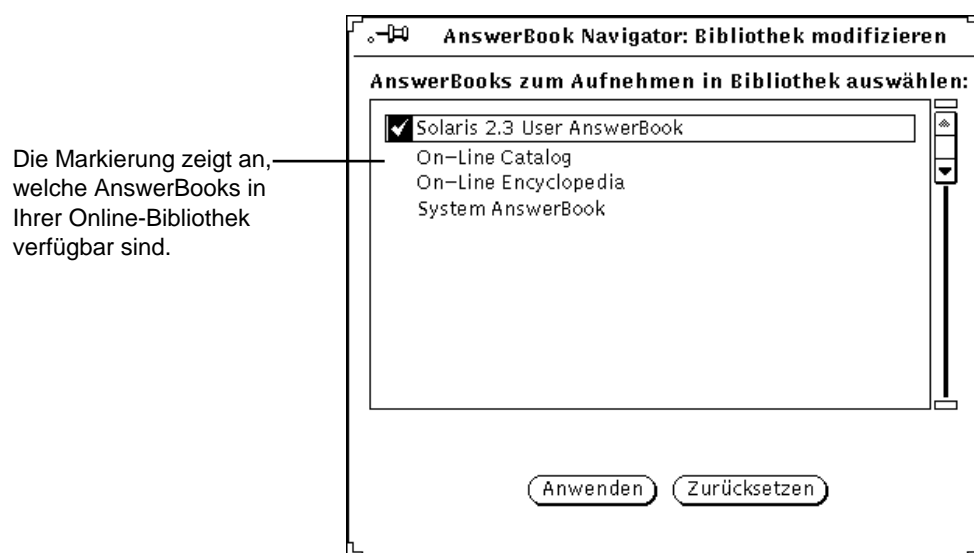 AnswerBook Navigator: Bibliothek modifizieren
AnswerBooks zum Aufnehmen in Bibliothek auswählen:
Solaris 2.3 User AnswerBook
On-Line Catalog
On-Line Encyclopedia
System AnswerBook
Die Markierung zeigt an,
welche AnswerBooks in
Ihrer Online-Bibliothek
verfügbar sind.
Anwenden
Zurücksetzen